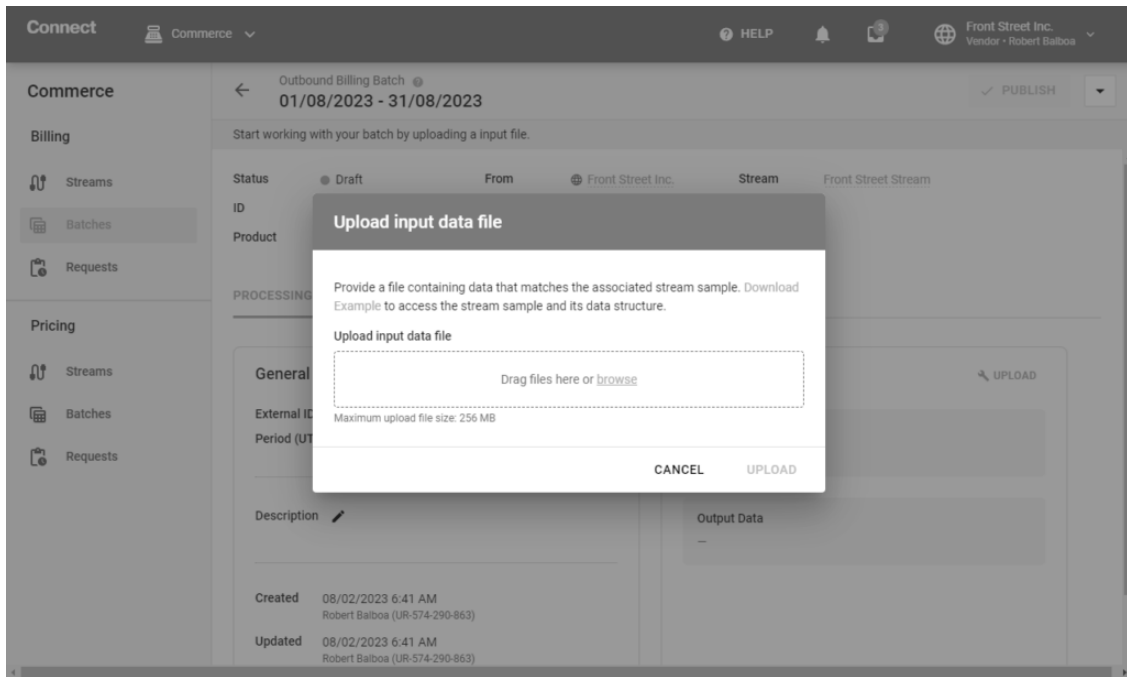 Connect
Commerce
HELP
3
Front Street Inc.
Vendor • Robert Balboa
Commerce
Outbound Billing Batch
01/08/2023 - 31/08/2023
PUBLISH
Billing
Start working with your batch by uploading a input file.
Streams
Status
Draft
From
Front Street Inc.
Stream
Front Street Stream
ID
Batches
Product
Requests
PROCESSING
Upload input data file
Provide a file containing data that matches the associated stream sample. Download
Example to access the stream sample and its data structure.
Upload input data file
Drag files here or browse
Maximum upload file size: 256 MB
CANCEL
UPLOAD
Pricing
Streams
Batches
Requests
General
UPLOAD
External ID
Period (UT
Description
Output Data
—
Created
08/02/2023 6:41 AM
Robert Balboa (UR-574-290-863)
Updated
08/02/2023 6:41 AM
Robert Balboa (UR-574-290-863)